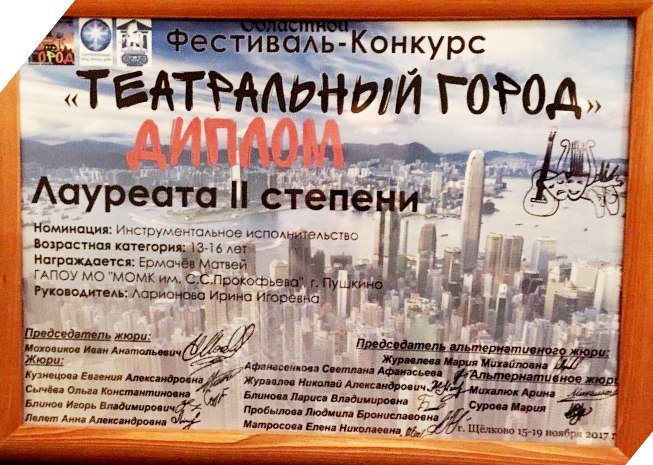 Областной
Фестиваль-Конкурс
«ТЕАТРАЛЬНЫЙ ГОРОД»
ДИПЛОМ
Лауреата II степени
Номинация: Инструментальное исполнительство
Возрастная категория: 13-16 лет
Награждается: Ермачёв Матвей
ГАПОУ МО "МОМК им. С.С.Прокофьева", г. Пушкино
Руководитель: Ларионова Ирина Игоревна
Председатель жюри:
Моховиков Иван Анатольевич
Жюри:
Кузнецова Евгения Александровна
Сычёва Ольга Константиновна
Блинов Игорь Владимирович
Лелет Анна Александровна
Афанасенкова Светлана Афанасьева
Журавлев Николай Александрович
Блинова Лариса Владимировна
Пробылова Людмила Брониславовна
Матросова Елена Николаевна
Председатель альтернативного жюри:
Журавлева Мария Михайловна
Альтернативное жюри
Михалюк Арина
Сурова Мария
г. Щёлково 15-19 ноября 2017 г